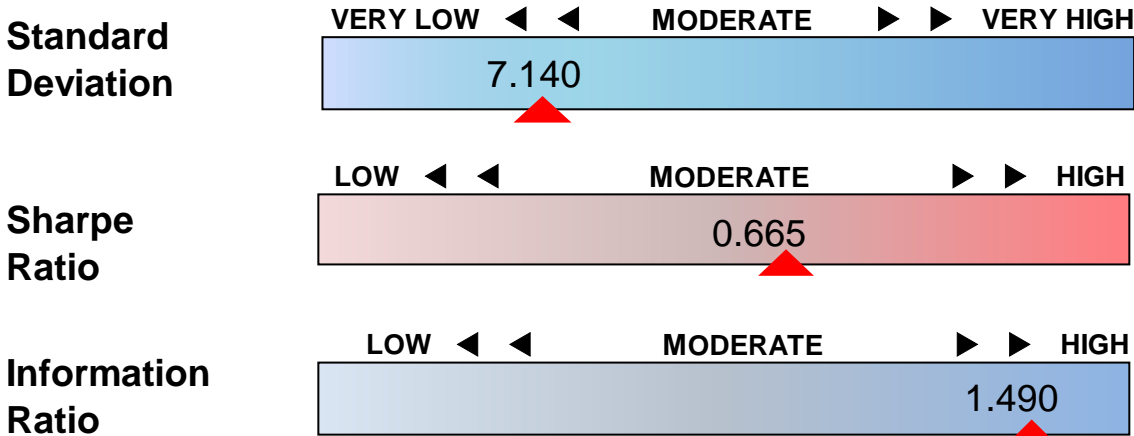 Standard
Deviation
VERY LOW ◀ ◀ MODERATE ▶ ▶ VERY HIGH
7.140
Sharpe
Ratio
LOW ◀ ◀ MODERATE ▶ ▶ HIGH
0.665
Information
Ratio
LOW ◀ ◀ MODERATE ▶ ▶ HIGH
1.490